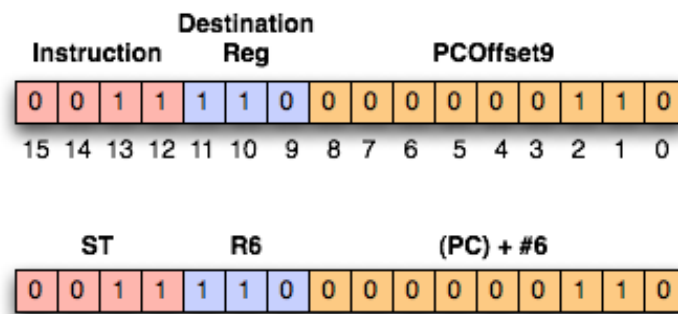 Destination
Instruction Reg PCOffset9
0 0 1 1 1 1 0 0 0 0 0 0 0 1 1 0
15 14 13 12 11 10 9 8 7 6 5 4 3 2 1 0
ST R6 (PC) + #6
0 0 1 1 1 1 0 0 0 0 0 0 0 1 1 0